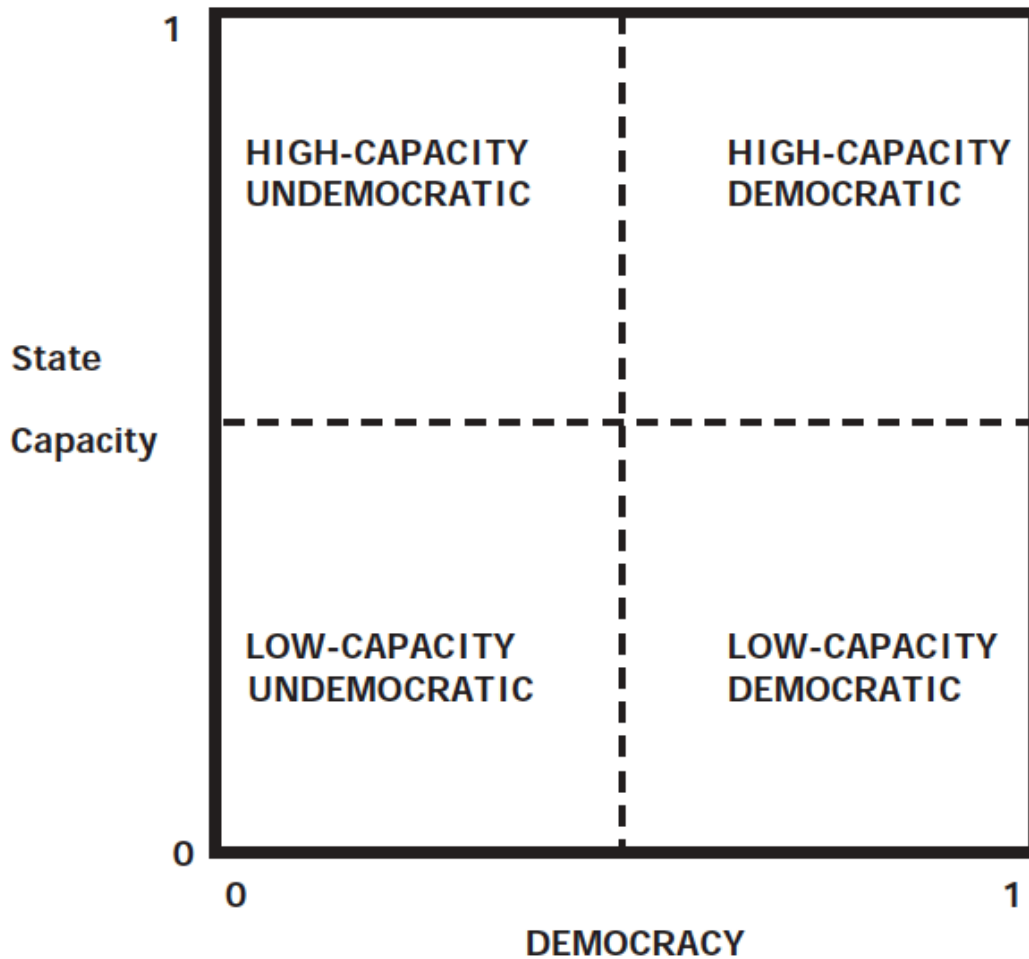 1
HIGH-CAPACITY
UNDEMOCRATIC
HIGH-CAPACITY
DEMOCRATIC
State
Capacity
LOW-CAPACITY
UNDEMOCRATIC
LOW-CAPACITY
DEMOCRATIC
0
0
1
DEMOCRACY